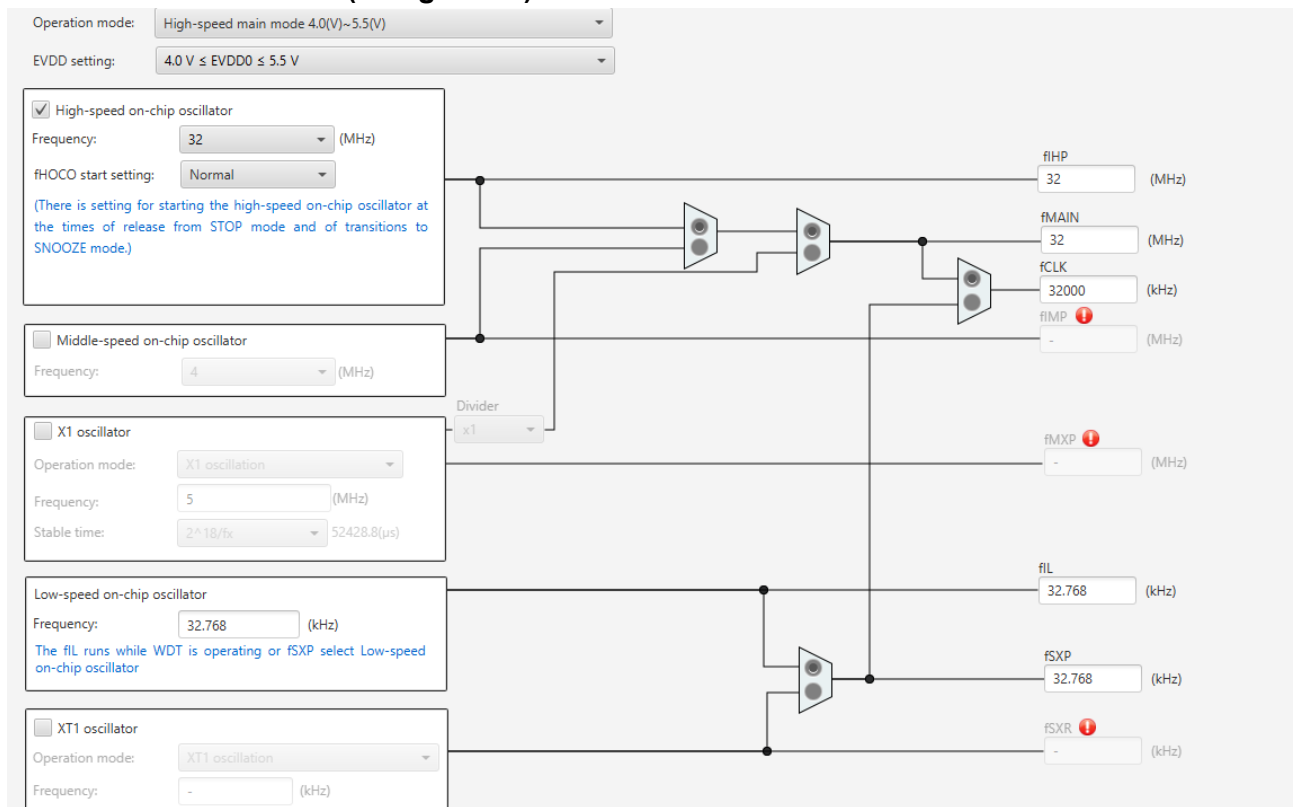 Operation mode: High-speed main mode 4.0(V)~5.5(V)
EVDD setting: 4.0 V ≤ EVDD0 ≤ 5.5 V
High-speed on-chip oscillator
Frequency: 32 (MHz)
fHOCO start setting: Normal
(There is setting for starting the high-speed on-chip oscillator at
the times of release from STOP mode and of transitions to
SNOOZE mode.)
fIHP
32 (MHz)
fMAIN
32 (MHz)
fCLK
32000 (kHz)
fIMP
- (MHz)
Middle-speed on-chip oscillator
Frequency: 4 (MHz)
Divider
x1
X1 oscillator
Operation mode: X1 oscillation
Frequency: 5 (MHz)
Stable time: 2^18/fx 52428.8(µs)
fMXP
- (MHz)
Low-speed on-chip oscillator
Frequency: 32.768 (kHz)
The fIL runs while WDT is operating or fSXP select Low-speed
on-chip oscillator
fIL
32.768 (kHz)
fSXP
32.768 (kHz)
XT1 oscillator
Operation mode: XT1 oscillation
Frequency: - (kHz)
fSXR
- (kHz)